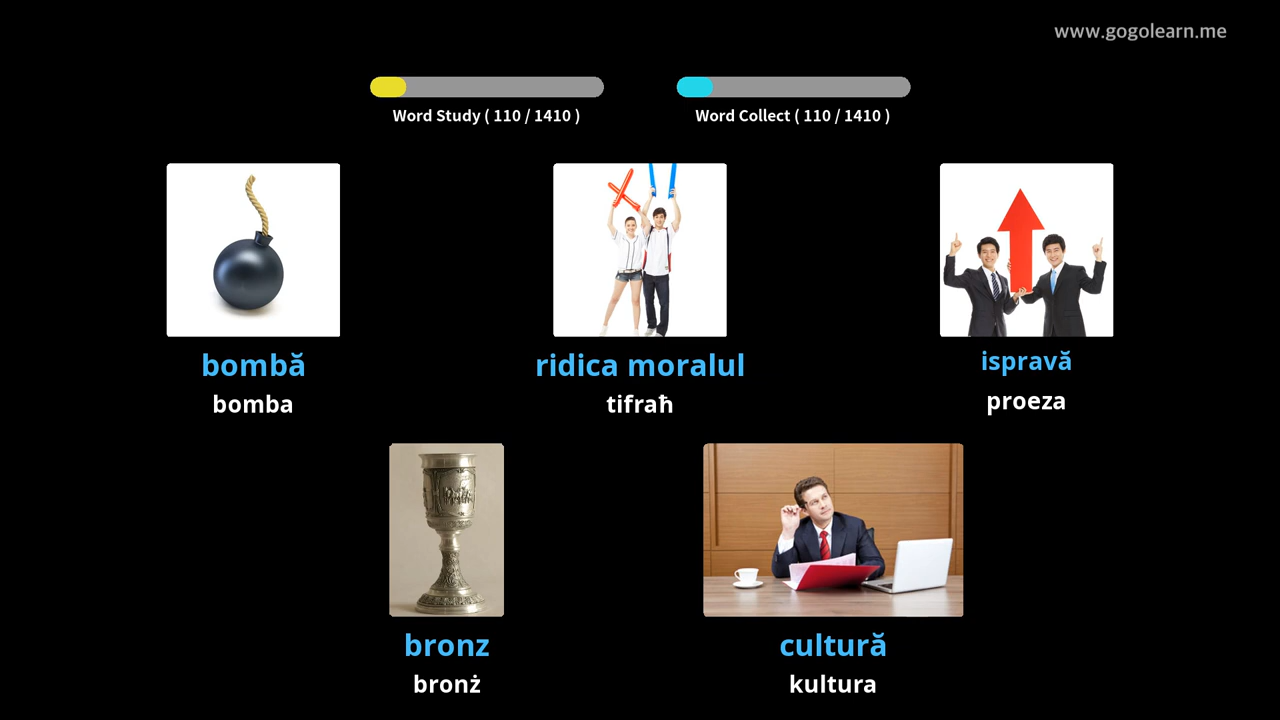 www.gogolearn.me
Word Study ( 110 / 1410 )
Word Collect ( 110 / 1410 )
bombă
bomba
ridica moralul
tifraħ
ispravă
proeza
bronz
bronż
cultură
kultura